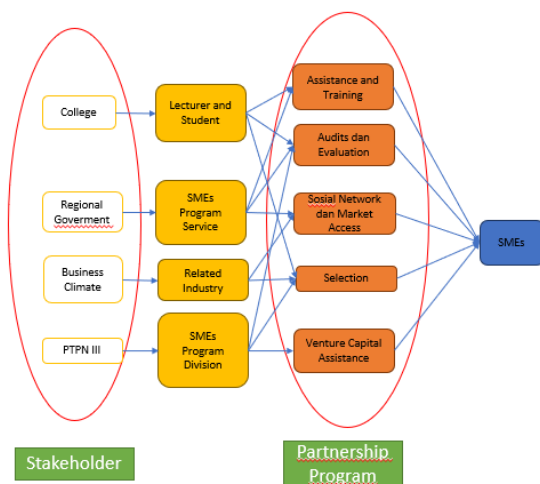 College
Regional
Goverment
Business
Climate
PTPN III
Lecturer and
Student
SMEs
Program
Service
Related
Industry
SMEs
Program
Division
Assistance and
Training
Audits dan
Evaluation
Sosial Network
dan Market
Access
Selection
Venture Capital
Assistance
SMEs
Stakeholder
Partnership
Program